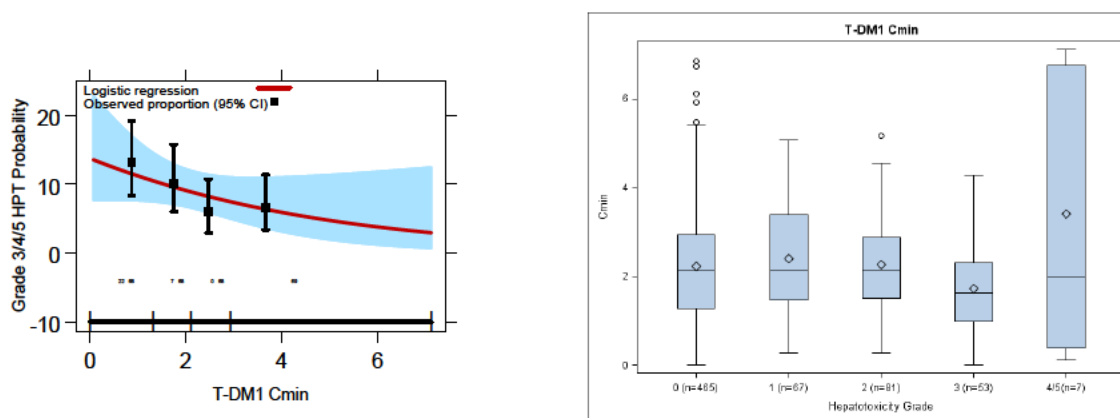 Logistic regression
Observed proportion (95% CI)
20
10
0
-10
Grade 3/4/5 HPT Probability
0 2 4 6
T-DM1 Cmin
T-DM1 Cmin
6
4
2
0
Cmin
0 (n=465) 1 (n=67) 2 (n=81) 3 (n=53) 4/5(n=7)
Hepatotoxicity Grade